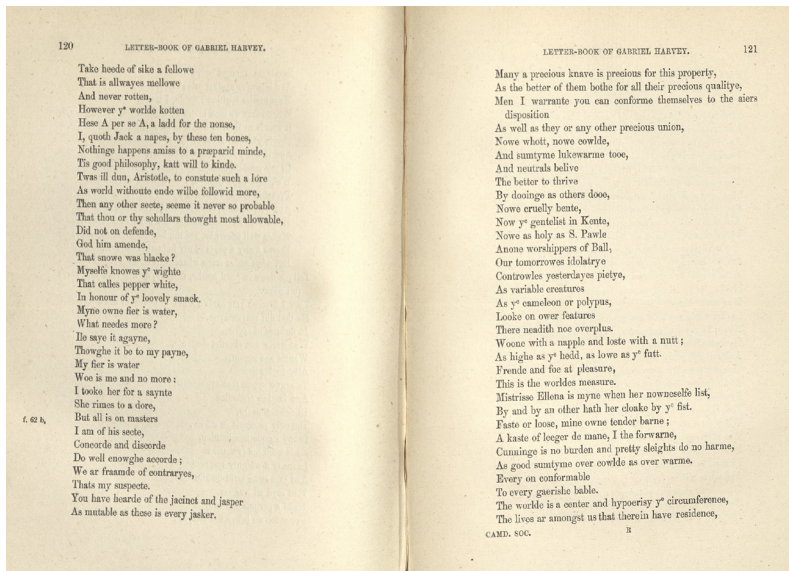 120
LETTER-BOOK OF GABRIEL HARVEY.
Take heede of sike a fellowe
That is allwayes mellowe
And never rotten,
However yᵉ worlde kotten
Hese A per se A, a ladd for the nonse,
I, quoth Jack a napes, by these ten bones,
Nothinge happens amiss to a præparid minde,
Tis good philosophy, katt will to kinde.
Twas ill dun, Aristotle, to constute such a lore
As world withoute ende wilbe followid more,
Then any other secte, seeme it never so probable
That thou or thy schollars thowght most allowable,
Did not on defende,
God him amende,
That snowe was blacke?
Myselfe knowes yᵉ wighte
That calles pepper white,
In honour of yᵉ loovely smack.
Myne owne fier is water,
What needes more?
Ile saye it agayne,
Thowghe it be to my payne,
My fier is water
Woe is me and no more:
I tooke her for a saynte
She rimes to a dore,
f. 62 b,
But all is on masters
I am of his secte,
Concorde and discorde
Do well enowghe accorde;
We ar fraamde of contraryes,
Thats my suspecte.
You have hearde of the jacinct and jasper
As mutable as these is every jasker.
LETTER-BOOK OF GABRIEL HARVEY.
121
Many a precious knave is precious for this property,
As the better of them bothe for all their precious qualitye,
Men I warrante you can conforme themselves to the aiers
disposition
As well as they or any other precious union,
Nowe whott, nowe cowlde,
And sumtyme lukewarme tooe,
And neutrals belive
The better to thrive
By dooinge as others dooe,
Nowe cruelly bente,
Now yᵉ gentelist in Kente,
Nowe as holy as S. Pawle
Anone worshippers of Ball,
Our tomorrowes idolatrye
Controwles yesterdayes pietye,
As variable creatures
As yᵉ cameleon or polypus,
Looke on ower features
There neadith noe overplus.
Woone with a napple and loste with a nutt;
As highe as yᵉ hedd, as lowe as yᵉ futt.
Frende and foe at pleasure,
This is the worldes measure.
Mistrisse Ellena is myne when her nowneselfe list,
By and by an other hath her cloake by yᵉ fist.
Faste or loose, mine owne tender barne;
A kaste of leeger de mane, I the forwarne,
Cunninge is no burden and pretty sleights do no harme,
As good sumtyme over cowlde as over warme.
Every on conformable
To every gaerishe bable.
The worlde is a center and hypocrisy yᵉ circumference,
The lives ar amongst us that therein have residence,
CAMD. SOC.
R